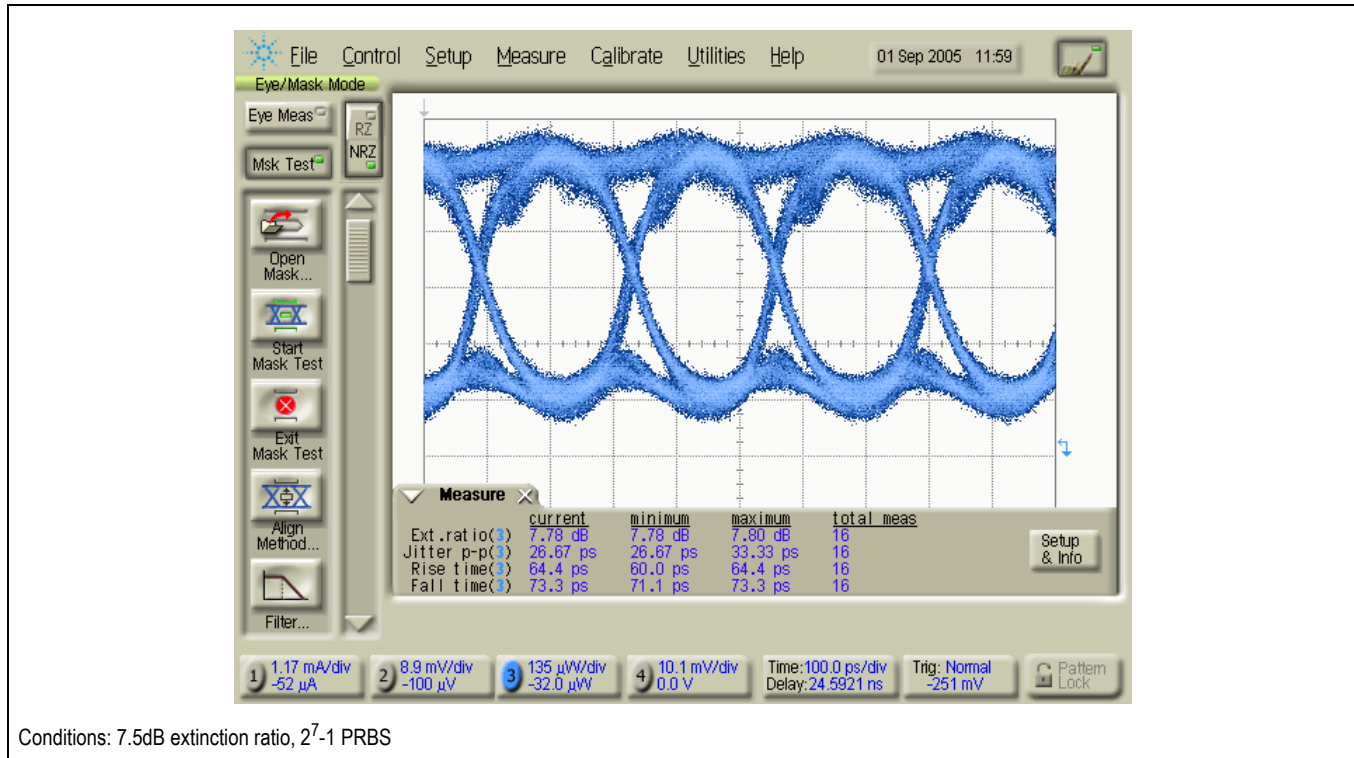 File Control Setup Measure Calibrate Utilities Help 01 Sep 2005 11:59
Eye/Mask Mode
Eye Meas
RZ
NRZ
Msk Test
Open
Mask...
Start
Mask Test
Exit
Mask Test
Align
Method...
Filter...
Measure
current minimum maximum total meas
Ext.ratio(3) 7.78 dB 7.78 dB 7.80 dB 16
Jitter p-p(3) 26.67 ps 26.67 ps 33.33 ps 16
Rise time(3) 64.4 ps 60.0 ps 64.4 ps 16
Fall time(3) 73.3 ps 71.1 ps 73.3 ps 16
Setup
& Info
1 1.17 mA/div
-52 µA
2 8.9 mV/div
-100 µV
3 135 µW/div
-32.0 µW
4 10.1 mV/div
0.0 V
Time:100.0 ps/div
Delay:24.5921 ns
Trig: Normal
-251 mV
Pattern
Lock
Conditions: 7.5dB extinction ratio, 2⁷-1 PRBS